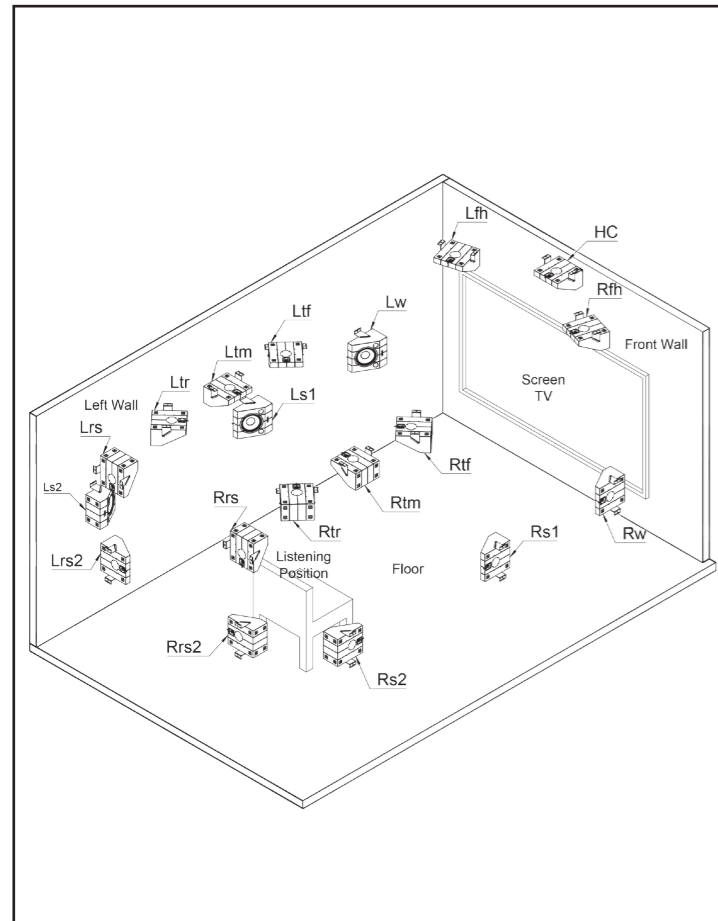 Lfh
HC
Rfh
Front Wall
Lw
Ltf
Ltm
Screen
TV
Ltr
Ls1
Left Wall
Lrs
Ls2
Rtf
Rtm
Rtr
Rrs
Listening
Position
Floor
Rs1
Rw
Lrs2
Rrs2
Rs2